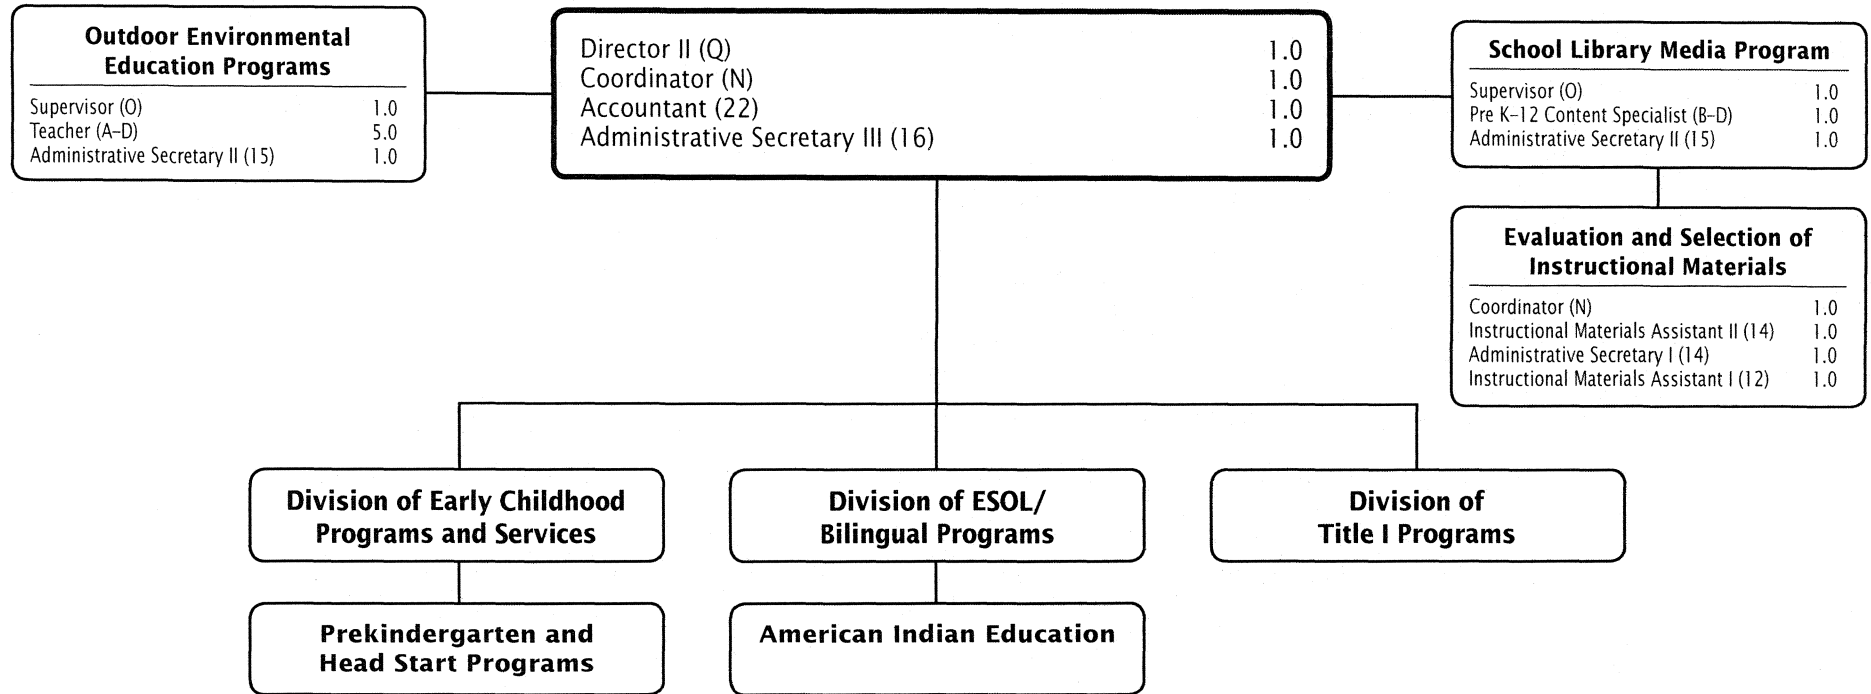 Outdoor Environmental
Education Programs
Supervisor (O) 1.0
Teacher (A–D) 5.0
Administrative Secretary II (15) 1.0
Director II (Q) 1.0
Coordinator (N) 1.0
Accountant (22) 1.0
Administrative Secretary III (16) 1.0
School Library Media Program
Supervisor (O) 1.0
Pre K–12 Content Specialist (B–D) 1.0
Administrative Secretary II (15) 1.0
Evaluation and Selection of
Instructional Materials
Coordinator (N) 1.0
Instructional Materials Assistant II (14) 1.0
Administrative Secretary I (14) 1.0
Instructional Materials Assistant I (12) 1.0
Division of Early Childhood
Programs and Services
Division of ESOL/
Bilingual Programs
Division of
Title I Programs
Prekindergarten and
Head Start Programs
American Indian Education